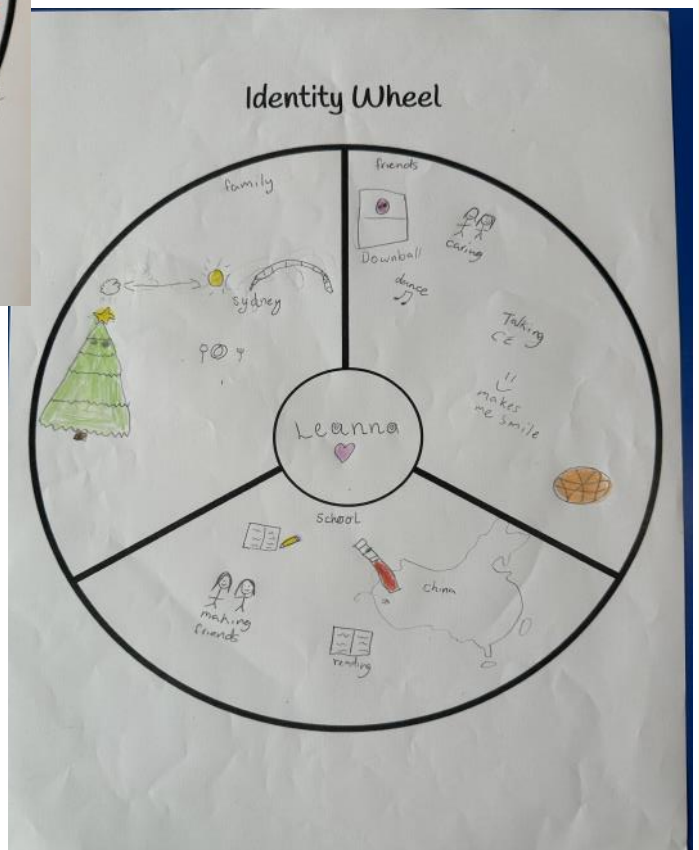 Identity Wheel
family
sydney
friends
Downball
caring
dance
Talking
makes
me smile
Leanna
School
making
friends
reading
China